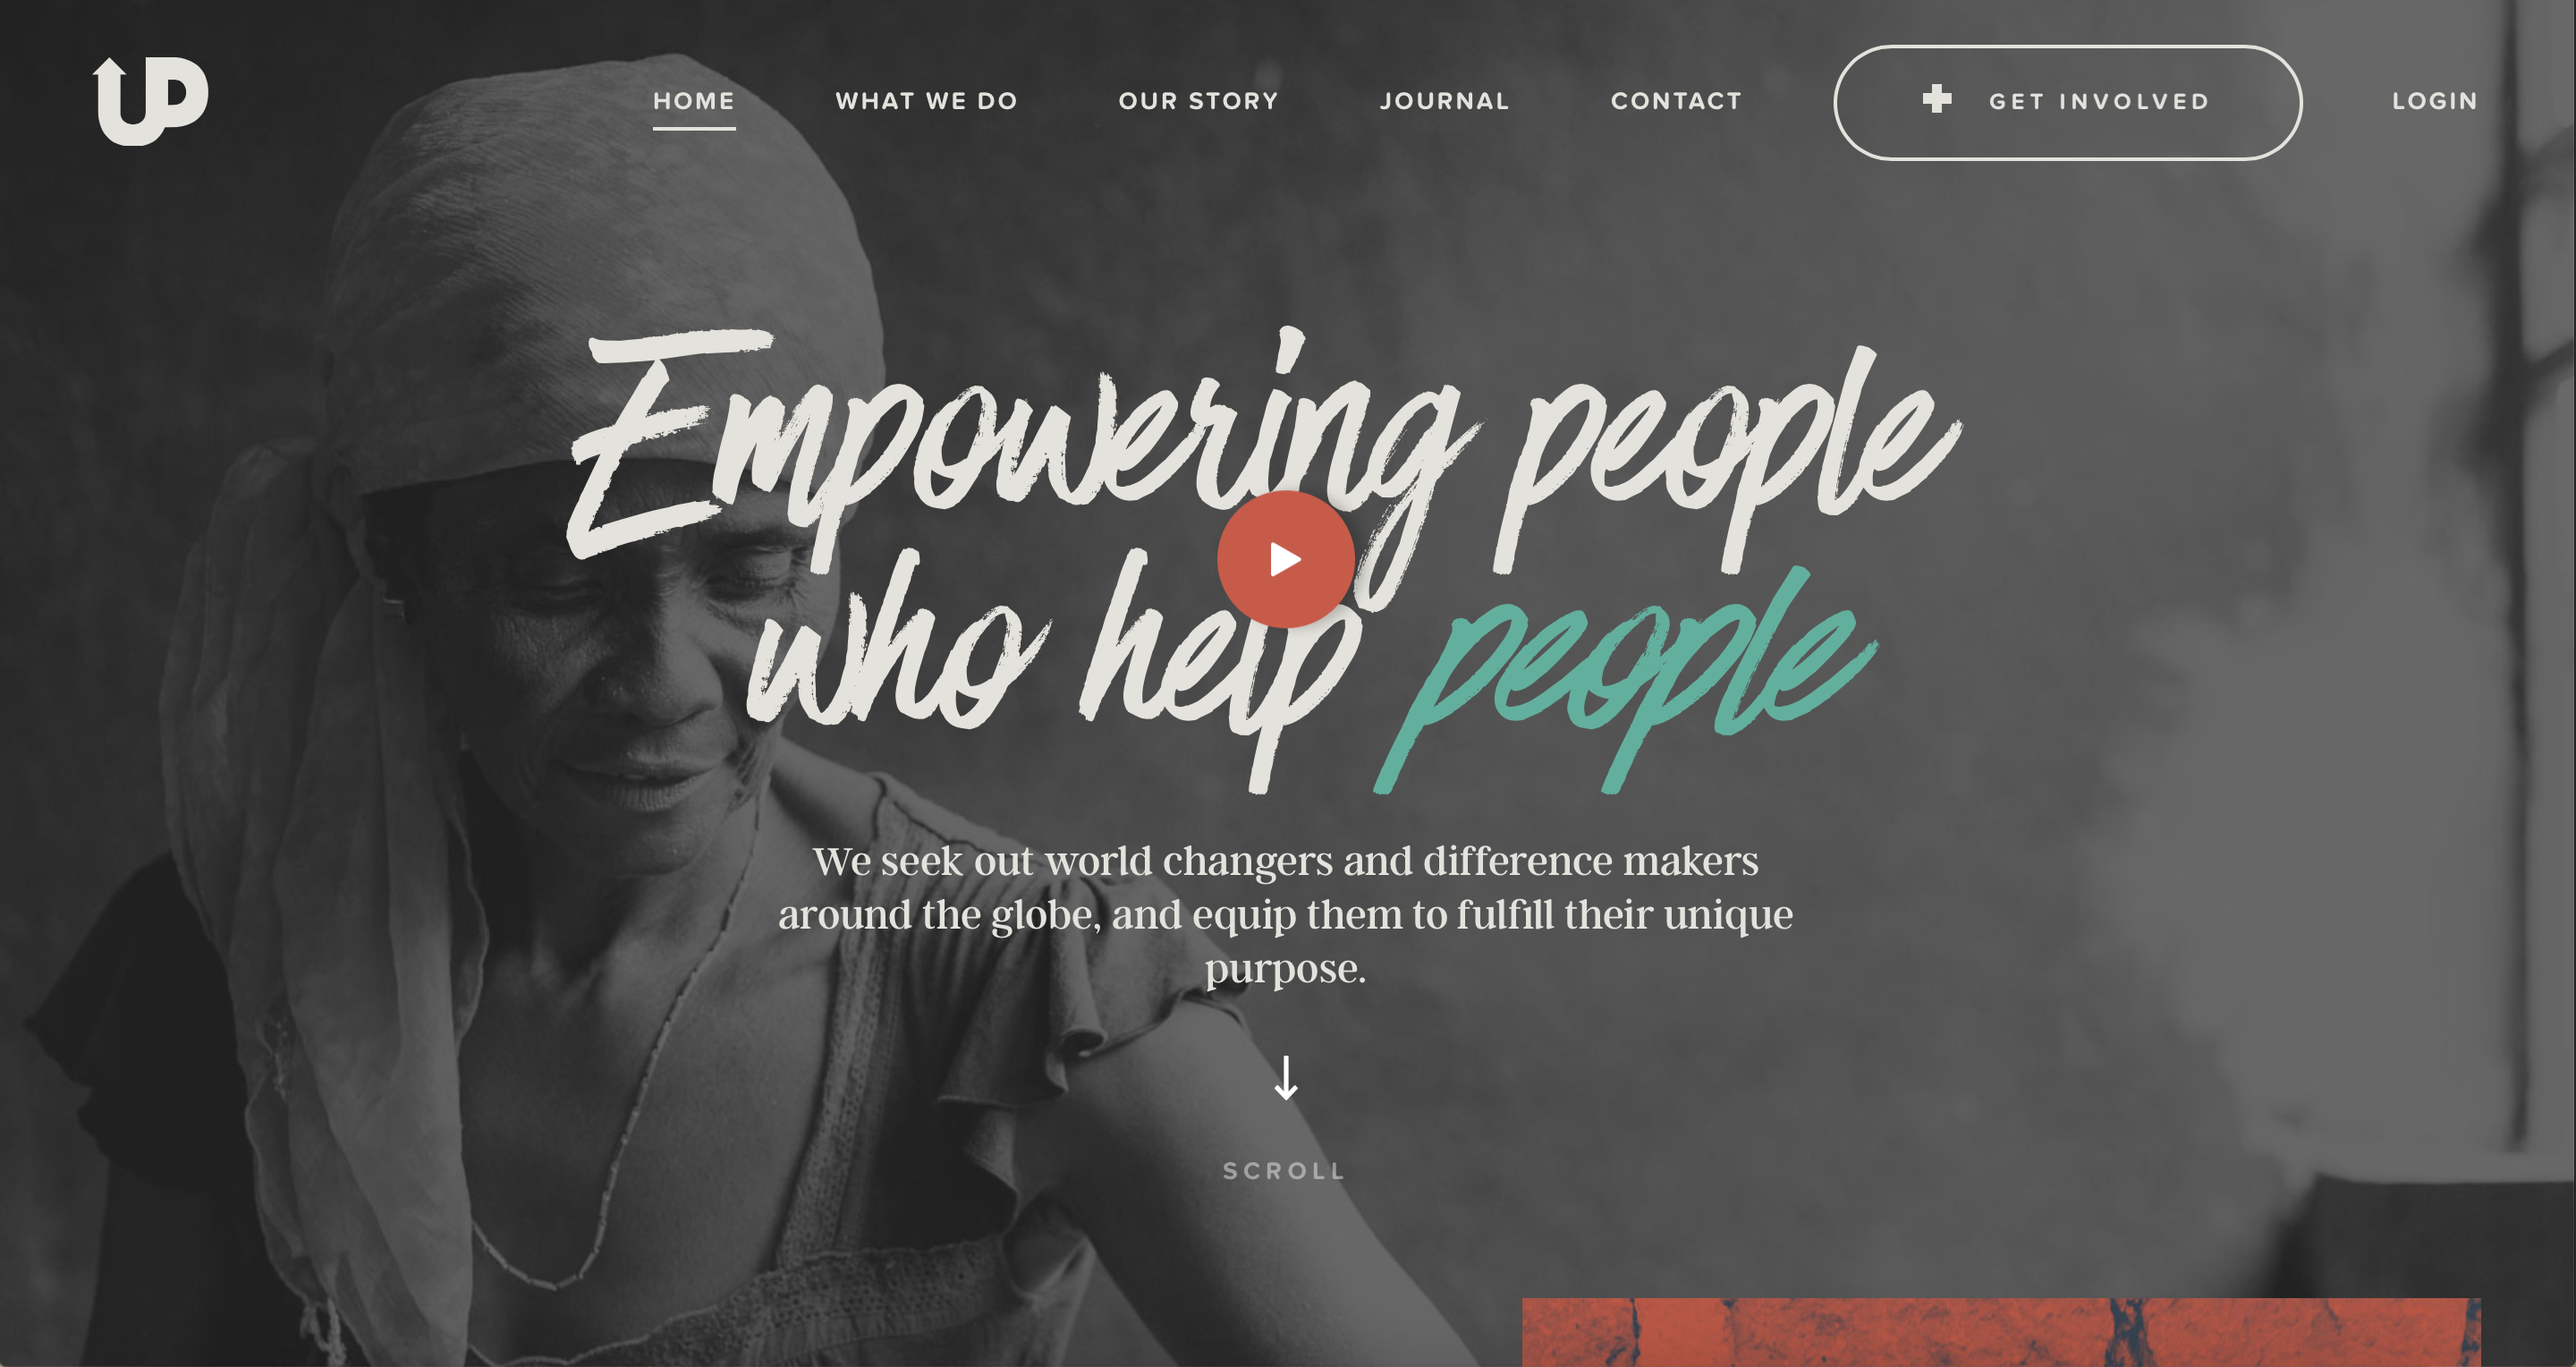 UP
HOME
WHAT WE DO
OUR STORY
JOURNAL
CONTACT
GET INVOLVED
LOGIN
Empowering people
who help people
We seek out world changers and difference makers
around the globe, and equip them to fulfill their unique
purpose.
SCROLL